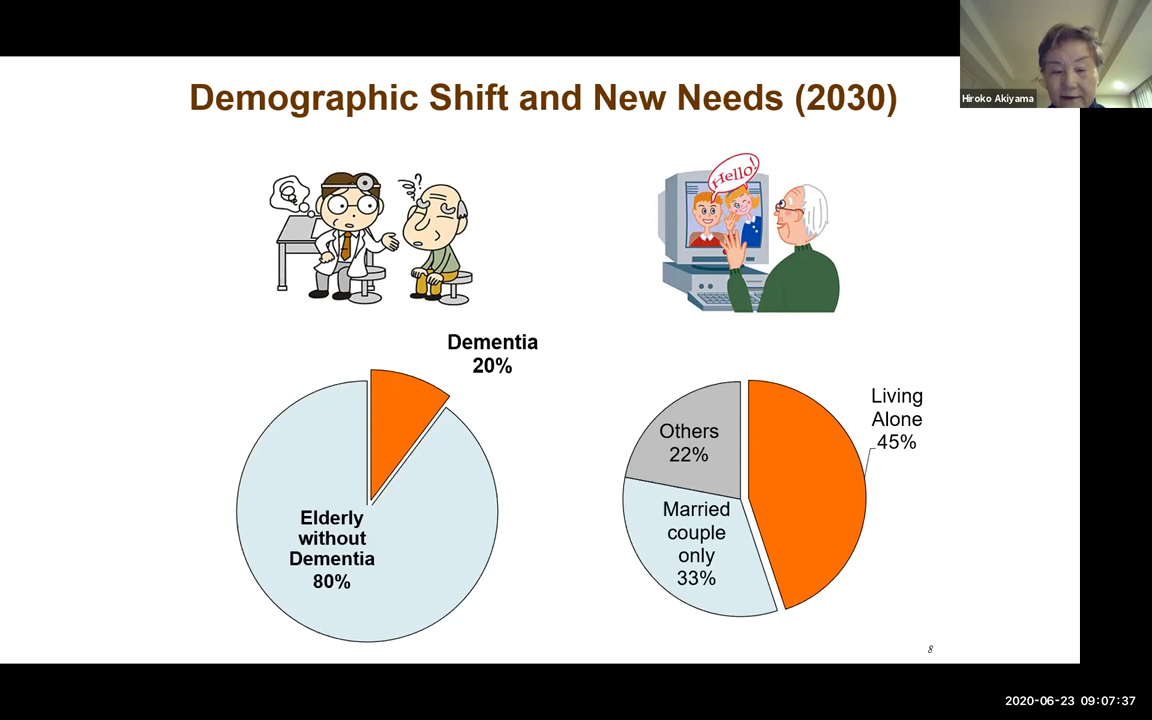 Demographic Shift and New Needs (2030)
Hiroko Akiyama
?
Hello!
Dementia
20%
Elderly
without
Dementia
80%
Living
Alone
45%
Others
22%
Married
couple
only
33%
8
2020-06-23 09:07:37